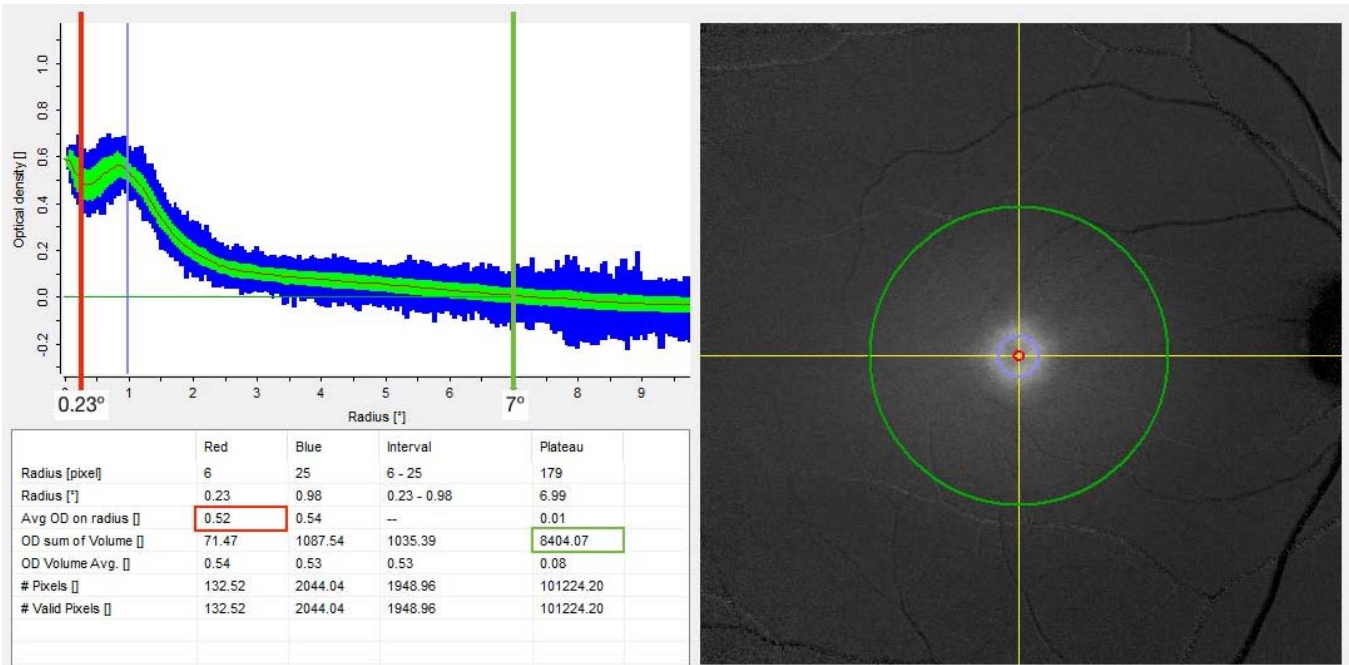 1.0
0.8
0.6
0.4
0.2
0.0
-0.2
Optical density []
1 2 3 4 5 6 7 8 9
0.23º
7º
Radius [°]
Red Blue Interval Plateau
Radius [pixel] 6 25 6 - 25 179
Radius [°] 0.23 0.98 0.23 - 0.98 6.99
Avg OD on radius [] 0.52 0.54 -- 0.01
OD sum of Volume [] 71.47 1087.54 1035.39 8404.07
OD Volume Avg. [] 0.54 0.53 0.53 0.08
# Pixels [] 132.52 2044.04 1948.96 101224.20
# Valid Pixels [] 132.52 2044.04 1948.96 101224.20